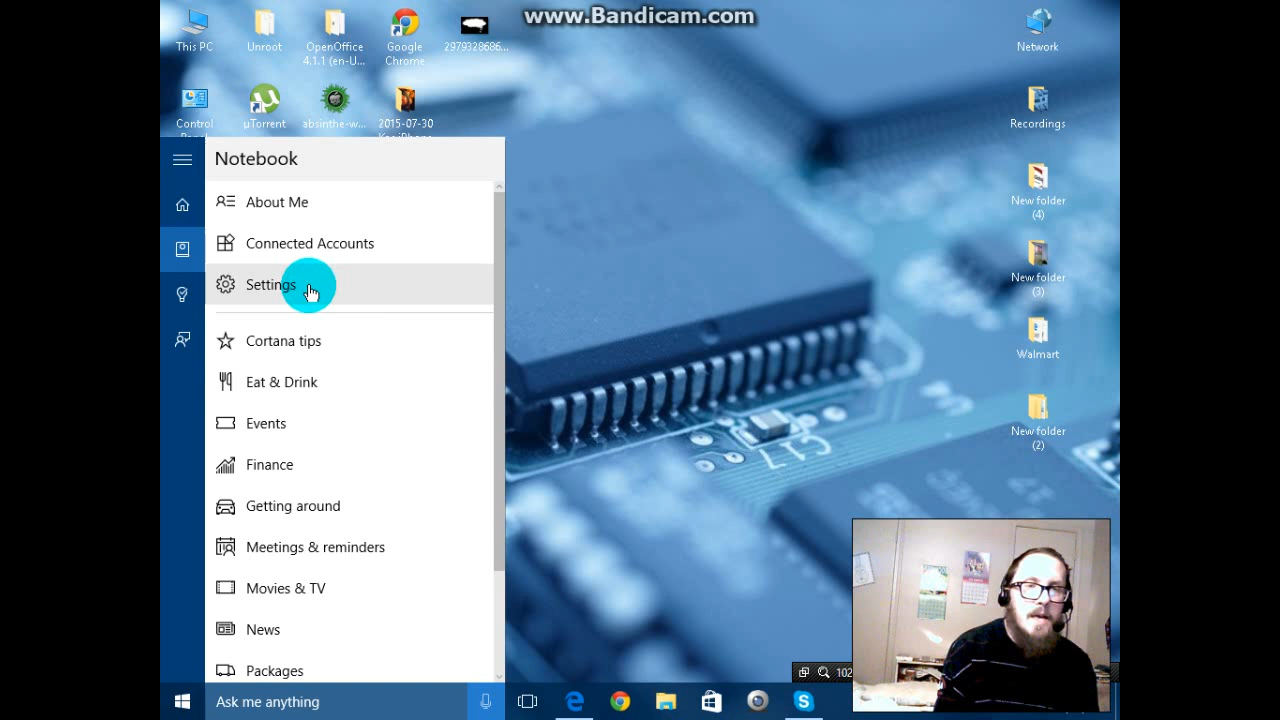 www.Bandicam.com
This PC
Unroot
OpenOffice
4.1.1 (en-U...
Google
Chrome
2979328686...
Network
Control
µTorrent
absinthe-w...
2015-07-30
Recordings
Notebook
About Me
Connected Accounts
Settings
Cortana tips
Eat & Drink
Events
Finance
Getting around
Meetings & reminders
Movies & TV
News
Packages
New folder
(4)
New folder
(3)
Walmart
New folder
(2)
C17
102
Ask me anything